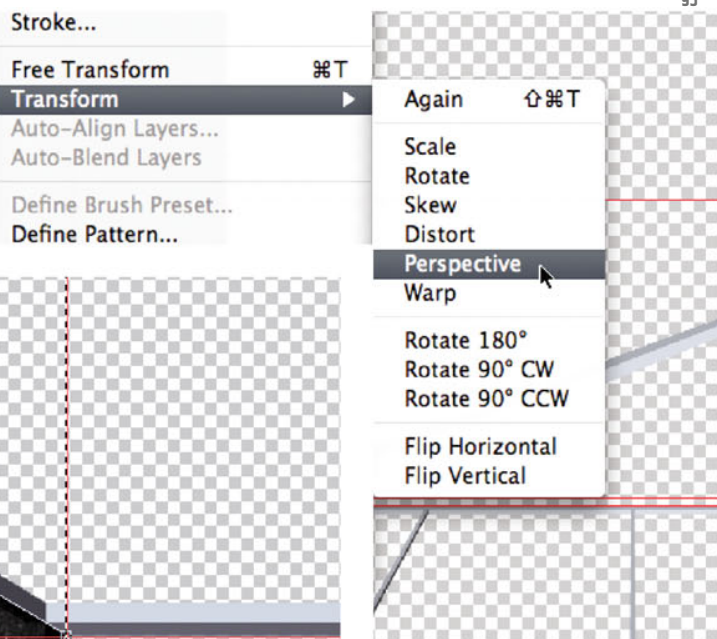 Stroke...
Free Transform ⌘T
Transform ▶
Auto-Align Layers...
Auto-Blend Layers
Define Brush Preset...
Define Pattern...
Again ⇧⌘T
Scale
Rotate
Skew
Distort
Perspective
Warp
Rotate 180°
Rotate 90° CW
Rotate 90° CCW
Flip Horizontal
Flip Vertical